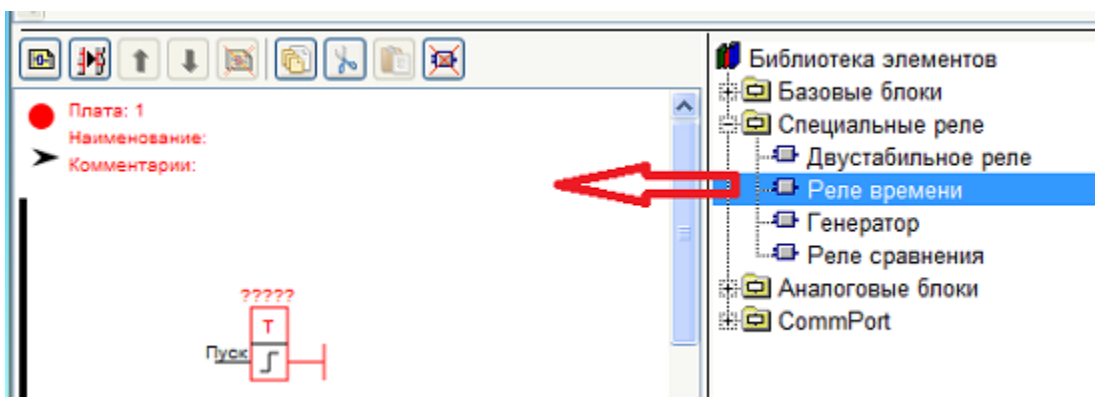 Плата: 1
Наименование:
Комментарии:
?????
T
Пуск
Библиотека элементов
Базовые блоки
Специальные реле
Двустабильное реле
Реле времени
Генератор
Реле сравнения
Аналоговые блоки
CommPort